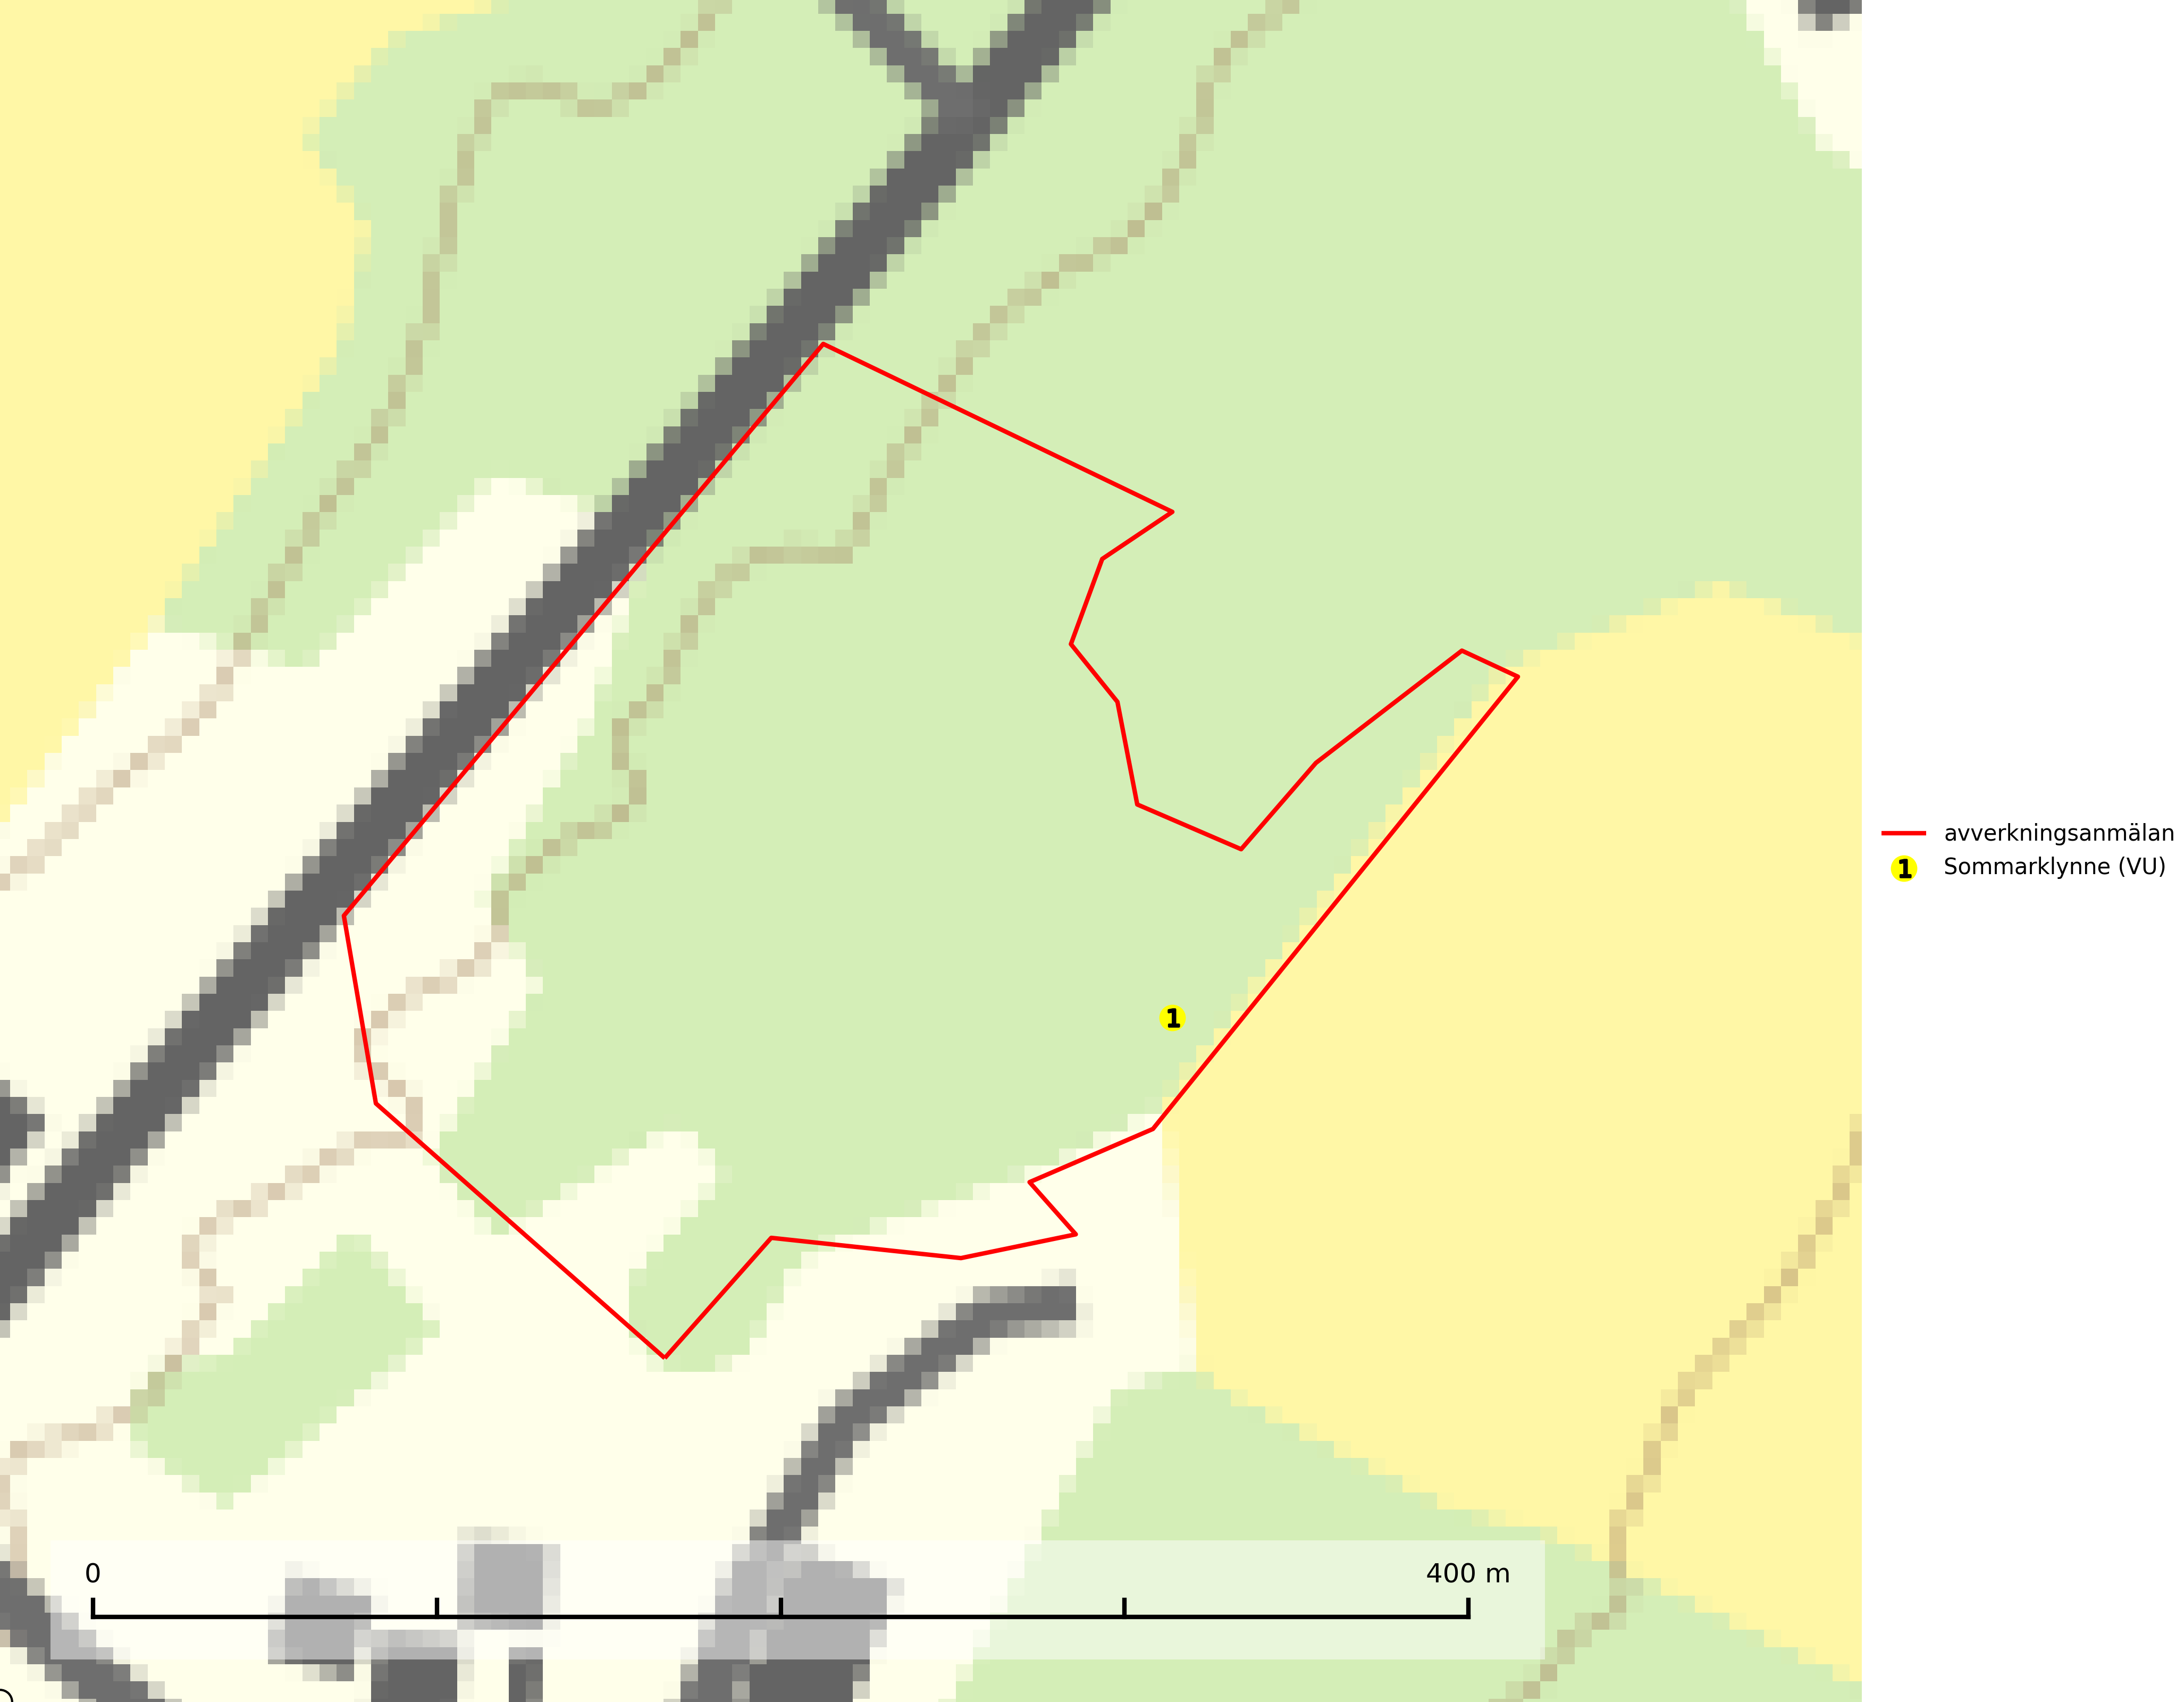 avverkningsanmälan
1 Sommarklynne (VU)
1
0 400 m